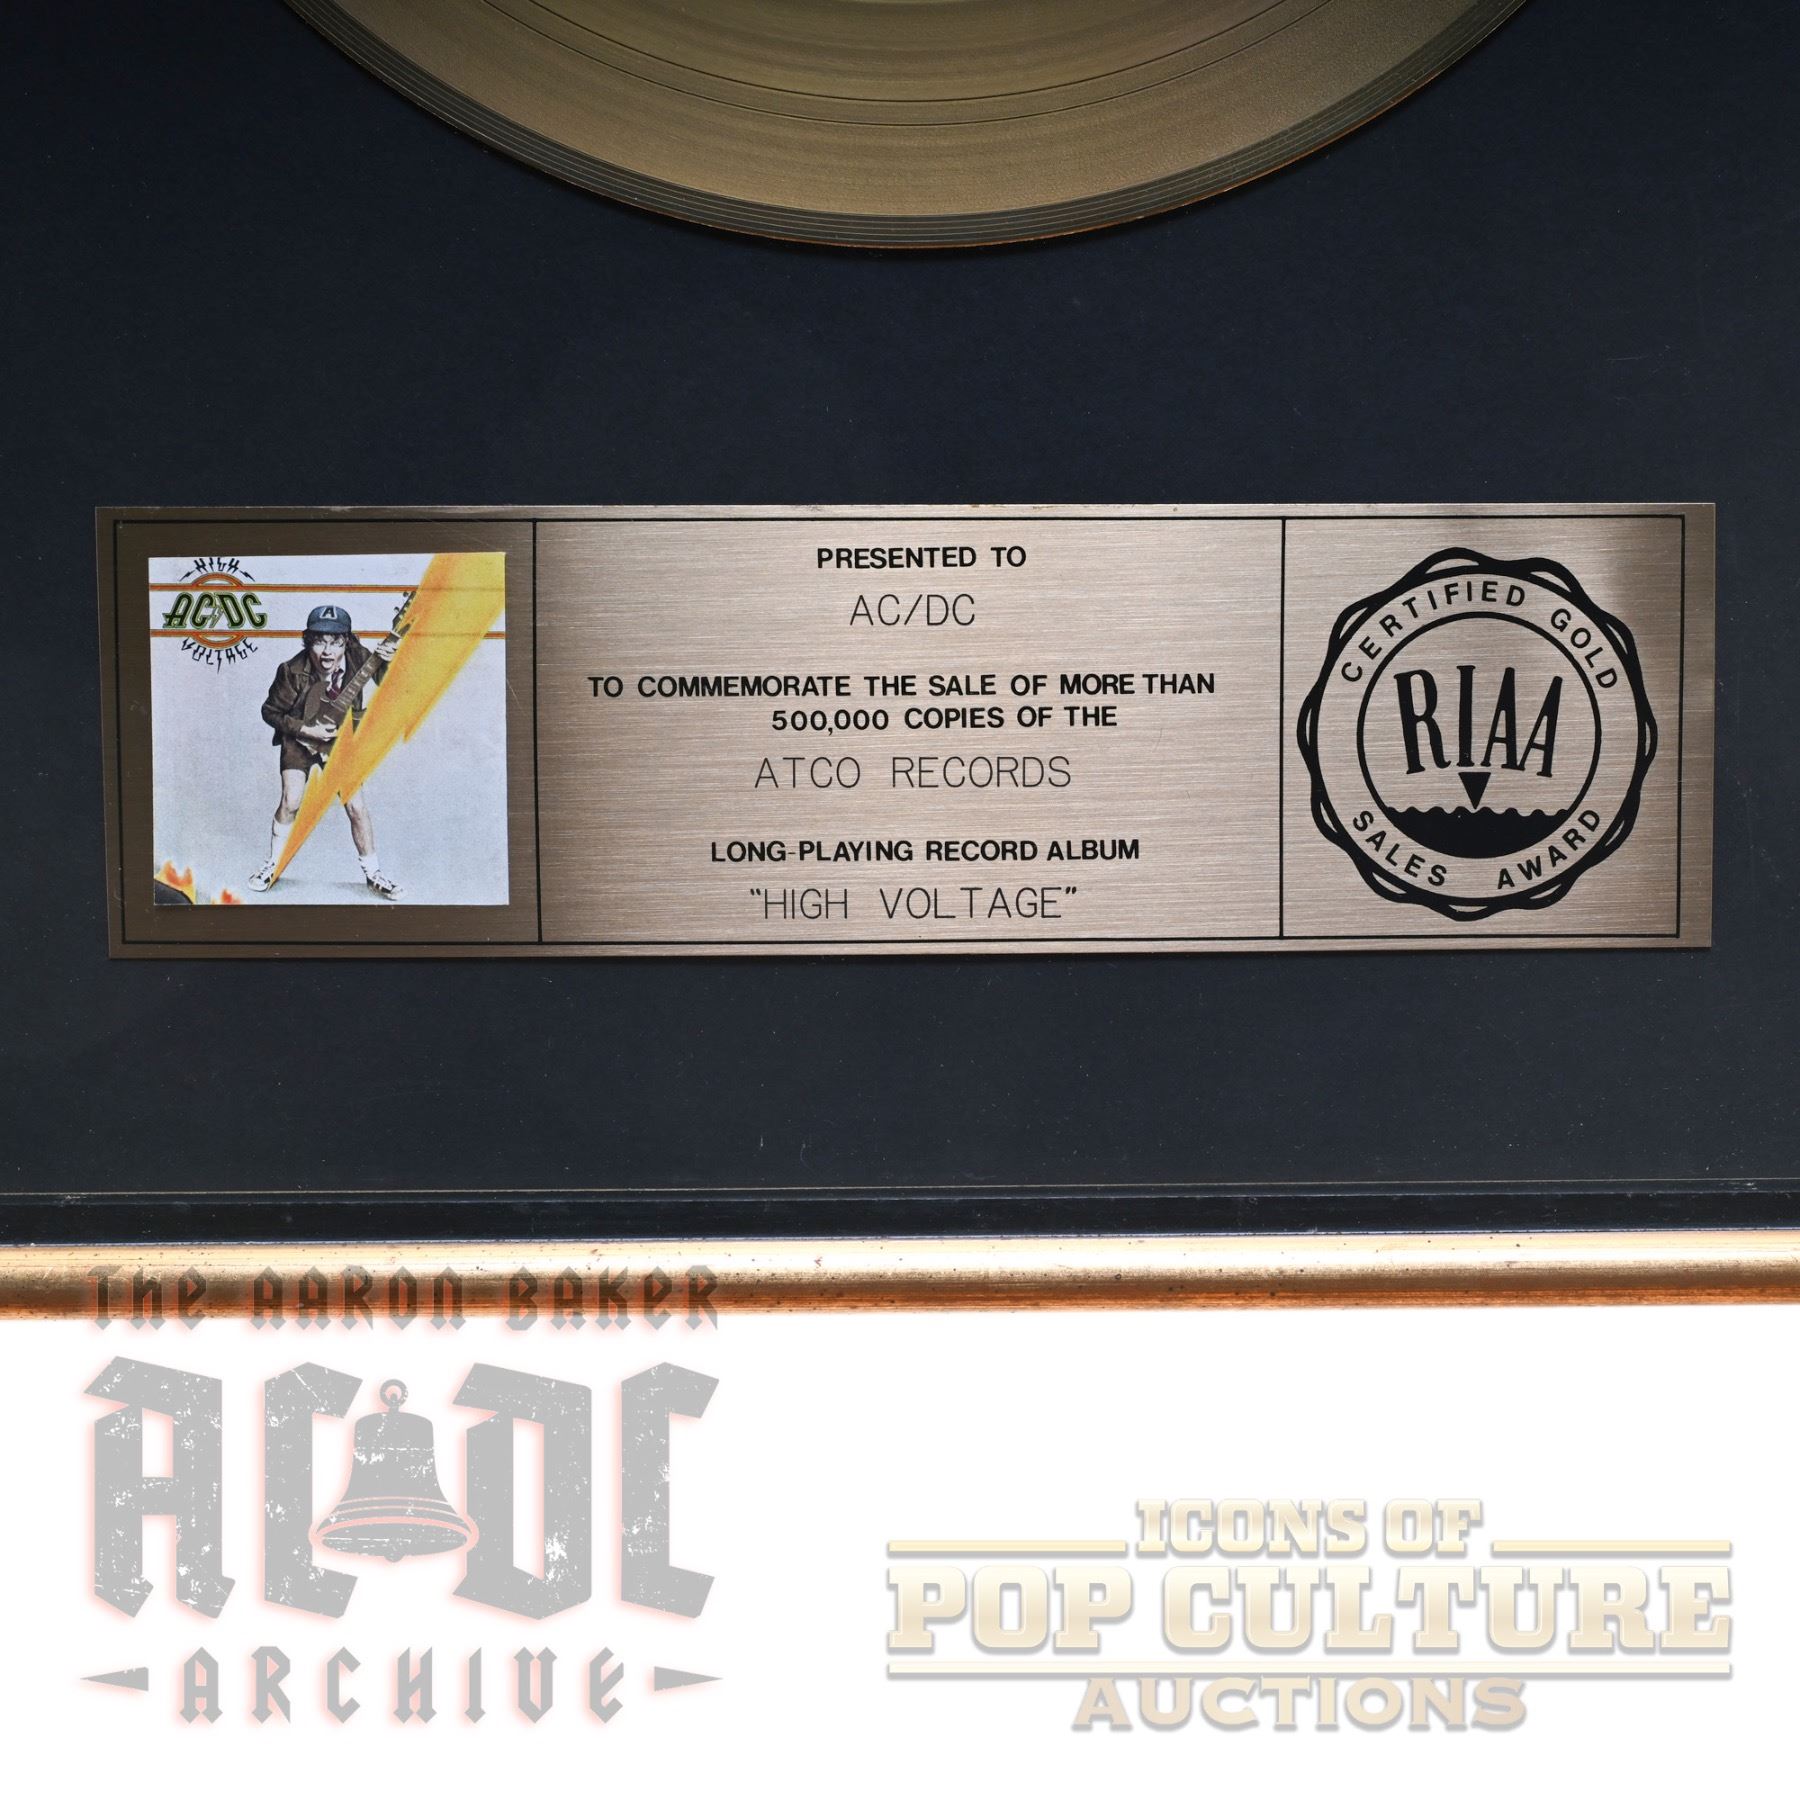 HIGH
AC/DC
VOLTAGE
A
PRESENTED TO
AC/DC
TO COMMEMORATE THE SALE OF MORE THAN
500,000 COPIES OF THE
ATCO RECORDS
LONG-PLAYING RECORD ALBUM
"HIGH VOLTAGE"
CERTIFIED GOLD
RIAA
SALES AWARD
The AARON BAKER
AC DC
ARCHIVE
ICONS OF
POP CULTURE
AUCTIONS